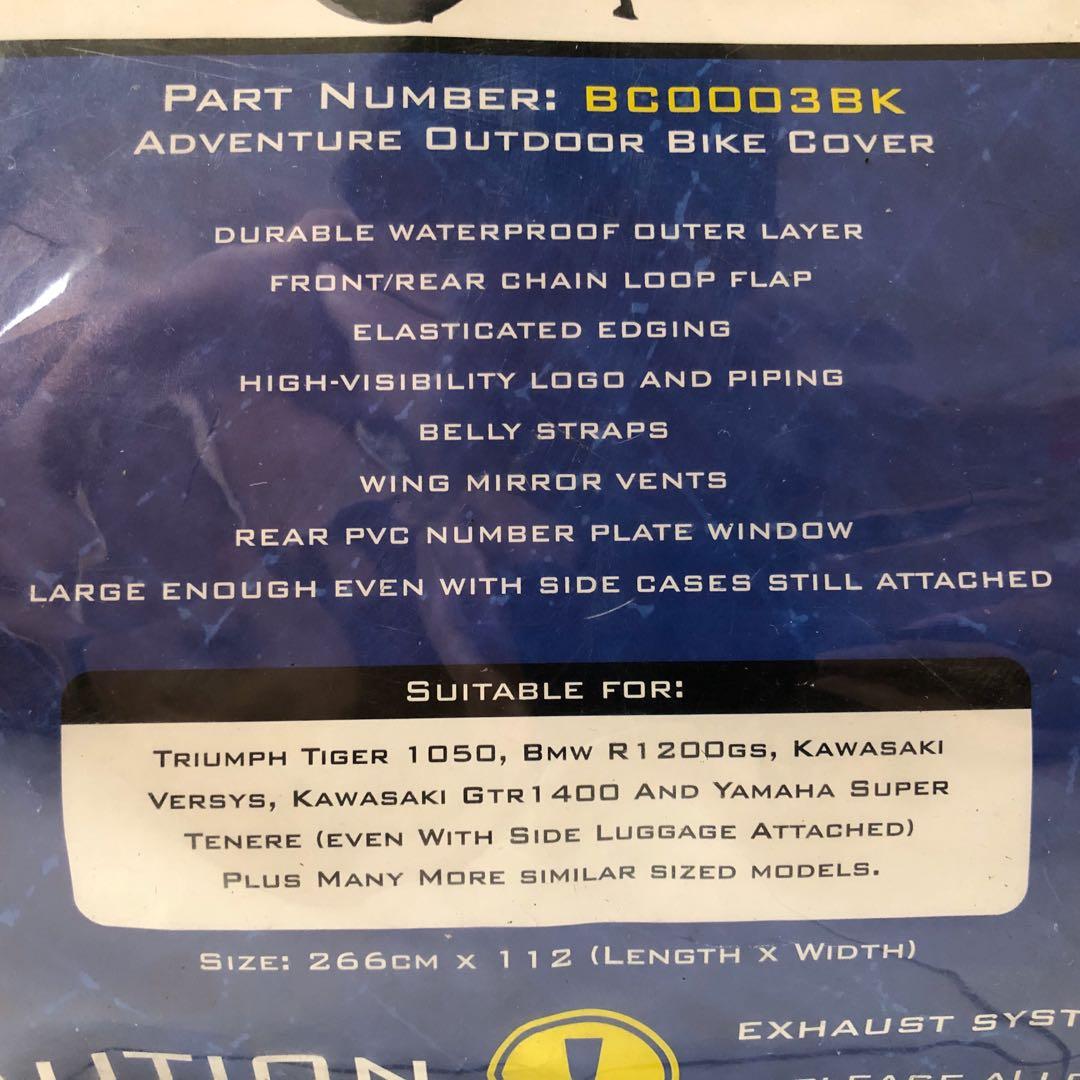 PART NUMBER: BC0003BK
ADVENTURE OUTDOOR BIKE COVER
DURABLE WATERPROOF OUTER LAYER
FRONT/REAR CHAIN LOOP FLAP
ELASTICATED EDGING
HIGH-VISIBILITY LOGO AND PIPING
BELLY STRAPS
WING MIRROR VENTS
REAR PVC NUMBER PLATE WINDOW
LARGE ENOUGH EVEN WITH SIDE CASES STILL ATTACHED
SUITABLE FOR:
TRIUMPH TIGER 1050, BMW R1200GS, KAWASAKI
VERSYS, KAWASAKI GTR1400 AND YAMAHA SUPER
TENERE (EVEN WITH SIDE LUGGAGE ATTACHED)
PLUS MANY MORE SIMILAR SIZED MODELS.
SIZE: 266CM X 112 (LENGTH X WIDTH)
EXHAUST